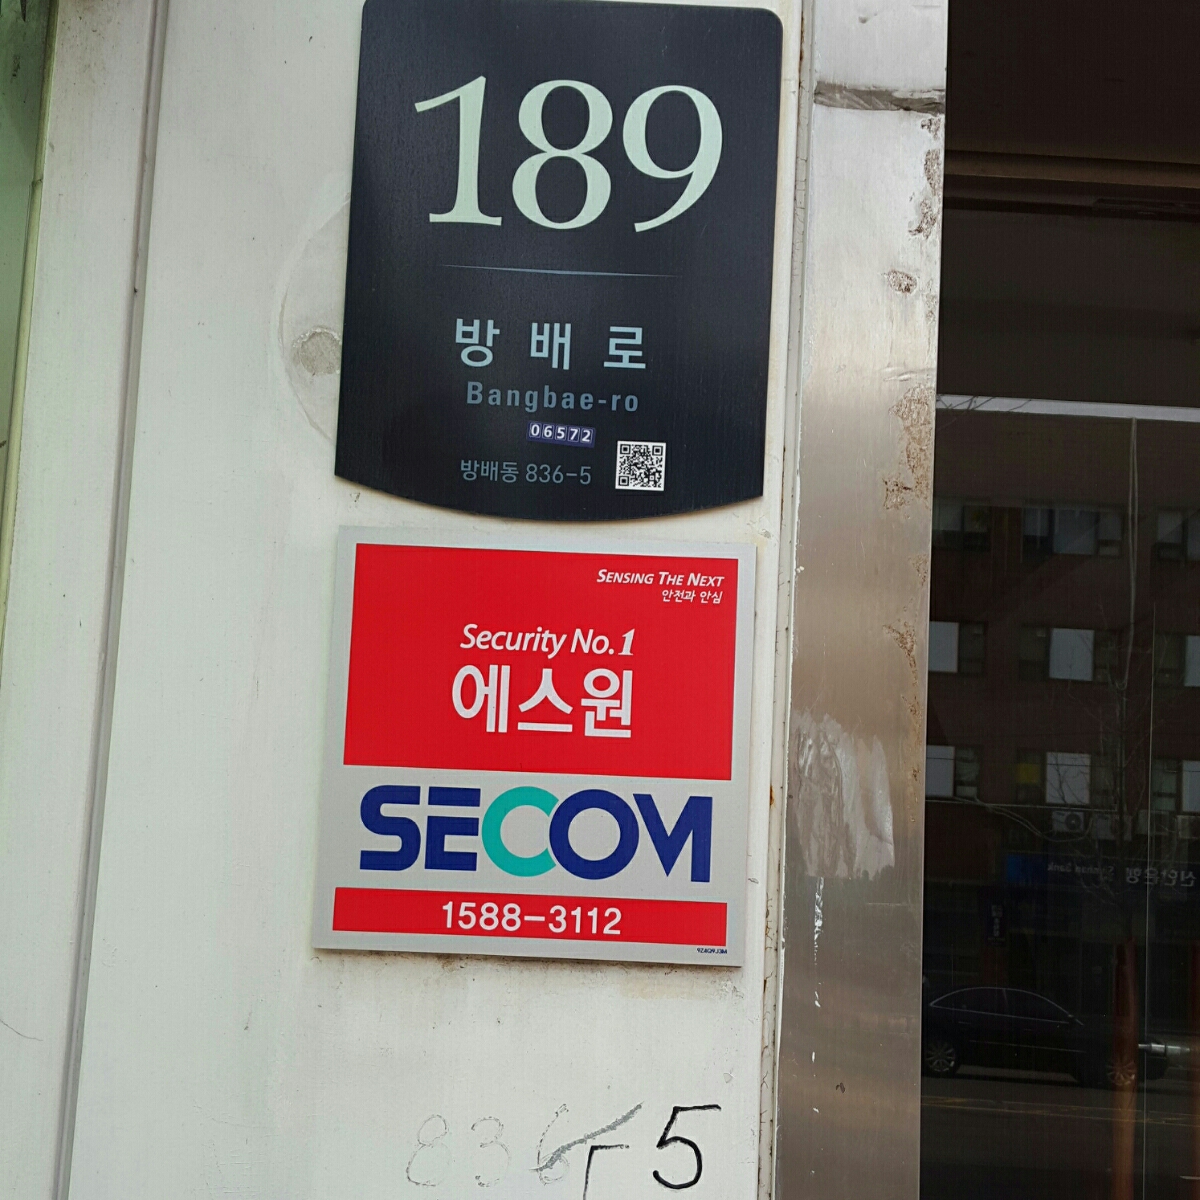 189
방배로
Bangbae-ro
06572
방배동 836-5
SENSING THE NEXT
안전과 안심
Security No.1
에스원
SECOM
1588-3112
836-5